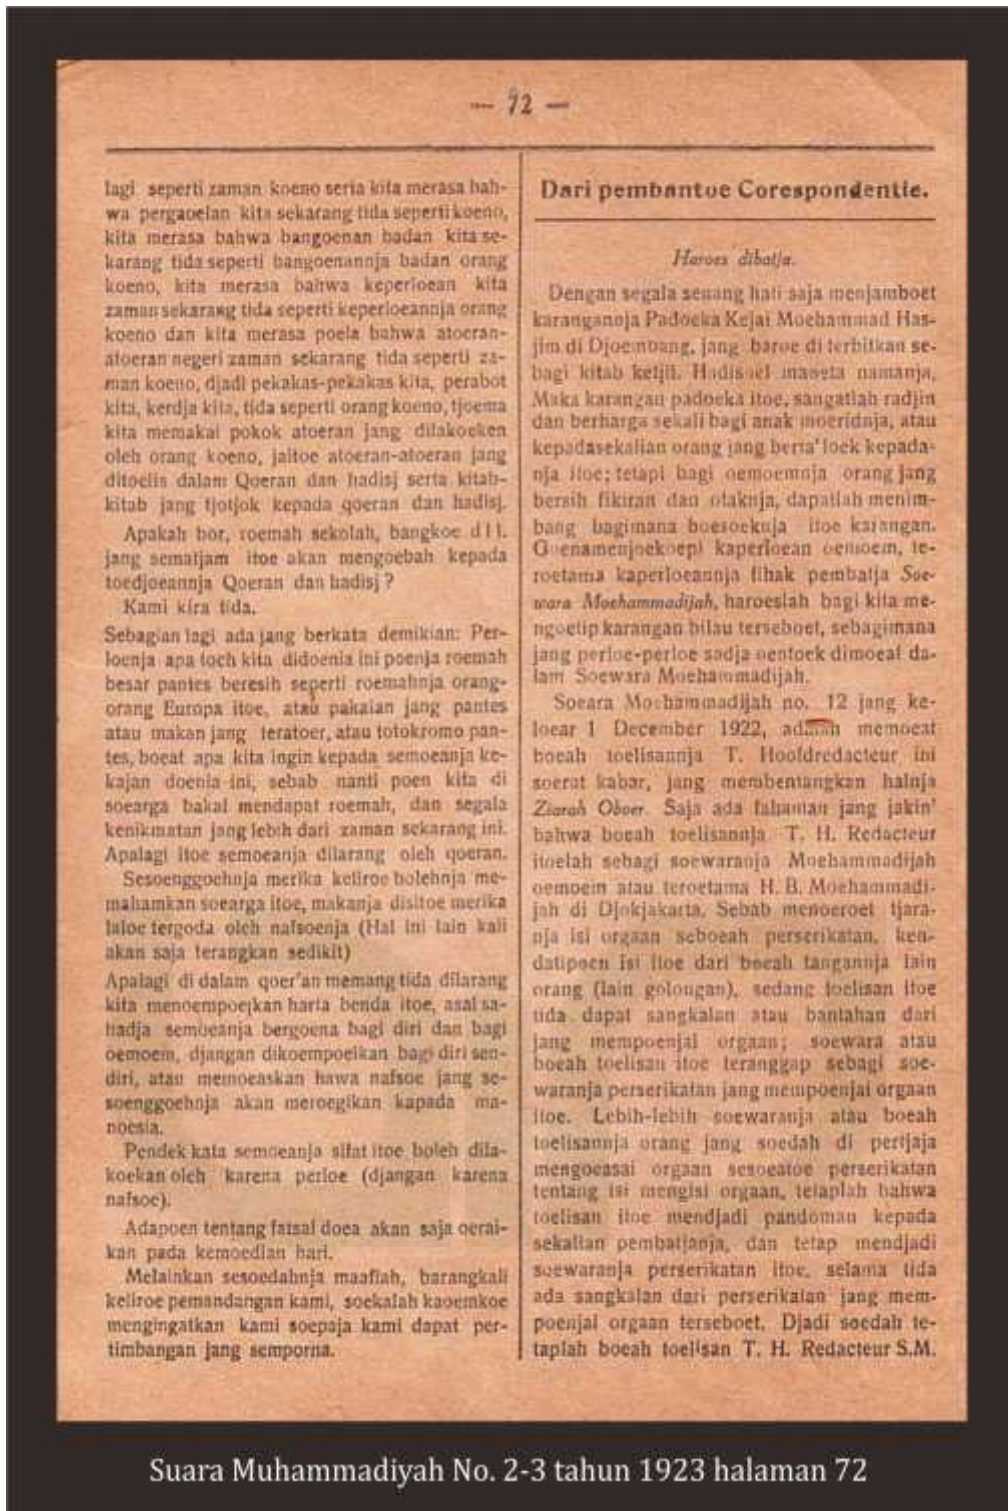 — 72 —
lagi seperti zaman koeno serta kita merasa bah-
wa pergaoelan kita sekarang tida seperti koeno,
kita merasa bahwa bangoenan badan kita se-
karang tida seperti bangoenannja badan orang
koeno, kita merasa bahwa keperloean kita
zaman sekarang tida seperti keperloeannja orang
koeno dan kita merasa poela bahwa atoeran-
atoeran negeri zaman sekarang tida seperti za-
man koeno, djadi pekakas-pekakas kita, perabot
kita, kerdja kita, tida seperti orang koeno, tjoema
kita memakai pokok atoeran jang dilakoeken
oleh orang koeno, jaitoe atoeran-atoeran jang
ditoelis dalam Qoeran dan hadisj serta kitab-
kitab jang tjotjok kepada qoeran dan hadisj.
Apakah bor, roemah sekolah, bangkoe d l l.
jang sematjam itoe akan mengoebah kepada
toedjoeannja Qoeran dan hadisj ?
Kami kira tida.
Sebagian lagi ada jang berkata demikian: Per-
loenja apa toch kita didoenia ini poenja roemah
besar pantes beresih seperti roemahnja orang-
orang Europa itoe, atau pakaian jang pantes
atau makan jang teratoer, atau totokromo pan-
tes, boeat apa kita ingin kepada semoeanja ke-
kajan doenia ini, sebab nanti poen kita di
soearga bakal mendapat roemah, dan segala
kenikmatan jang lebih dari zaman sekarang ini.
Apalagi itoe semoeanja dilarang oleh qoeran.
Sesoenggoehnja merika keliroe bolehnja me-
mahamkan soearga itoe, makanja disitoe merika
laloe tergoda oleh nafsoenja (Hal ini lain kali
akan saja terangkan sedikit)
Apalagi di dalam qoer'an memang tida dilarang
kita menoempoekan harta benda itoe, asal sa-
hadja semoeanja bergoena bagi diri dan bagi
oemoem, djangan dikoempoelkan bagi diri sen-
diri, atau memoeaskan hawa nafsoe jang se-
soenggoehnja akan meroegikan kapada ma-
noesia.
Pendek kata semoeanja sifat itoe boleh dila-
koekan oleh karena perloe (djangan karena
nafsoe).
Adapoen tentang fatsal doea akan saja oerai-
kan pada kemoedian hari.
Melainkan sesoedahnja maaflah, barangkali
keliroe pemandangan kami, soekalah kaoemkoe
mengingatkan kami soepaja kami dapat per-
timbangan jang semporna.
Dari pembantoe Corespondentie.
Haroes dibatja.
Dengan segala senang hati saja menjamboet
karangannja Padoeka Kejai Moehammad Has-
jim di Djoembang, jang baroe di terbitkan se-
bagi kitab ketjil. Hadisoel maseta namanja,
Maka karangan padoeka itoe, sangatlah radjin
dan berharga sekali bagi anak moeridnja, atau
kepadasekalian orang jang berta'loek kepada-
nja itoe; tetapi bagi oemoemnja orang jang
bersih fikiran dan otaknja, dapatlah menim-
bang bagimana boesoeknja itoe karangan.
Goenamenjoekoepi kaperloean oemoem, te-
roetama kaperloeannja fihak pembatja Soe-
wara Moehammadijah, haroeslah bagi kita me-
ngoetip karangan biliau terseboet, sebagimana
jang perloe-perloe sadja oentoek dimoeat da-
lam Soewara Moehammadijah.
Soeara Moehammadijah no. 12 jang ke-
loear 1 December 1922, adalah memoeat
boeah toelisannja T. Hoofdredacteur ini
soerat kabar, jang membentangkan halnja
Ziarah Oboer. Saja ada fahaman jang jakin'
bahwa boeah toelisannja T. H. Redacteur
itoelah sebagi soewaranja Moehammadijah
oemoem atau teroetama H. B. Moehammadi-
jah di Djokjakarta. Sebab menoeroet tjara-
nja isi orgaan seboeah perserikatan, ken-
datipoen isi itoe dari boeah tangannja lain
orang (lain golongan), sedang toelisan itoe
tida dapat sangkalan atau bantahan dari
jang mempoenjai orgaan; soewara atau
boeah toelisan itoe teranggap sebagi soe-
waranja perserikatan jang mempoenjai orgaan
itoe. Lebih-lebih soewaranja atau boeah
toelisannja orang jang soedah di pertjaja
mengoeasai orgaan sesoeatoe perserikatan
tentang isi mengisi orgaan, tetaplah bahwa
toelisan itoe mendjadi pandoman kepada
sekalian pembatjanja, dan tetap mendjadi
soewaranja perserikatan itoe, selama tida
ada sangkalan dari perserikatan jang mem-
poenjai orgaan terseboet. Djadi soedah te-
taplah boeah toelisan T. H. Redacteur S.M.
Suara Muhammadiyah No. 2-3 tahun 1923 halaman 72